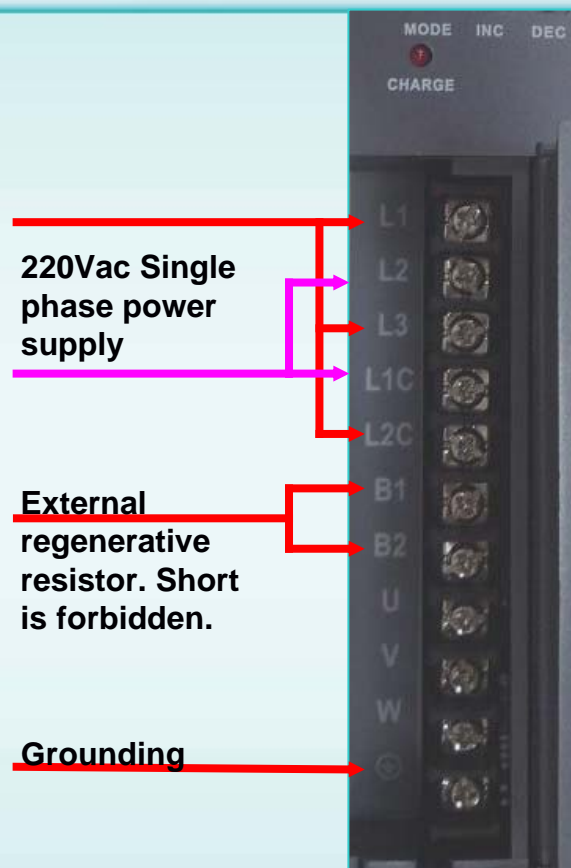 MODE INC DEC
CHARGE
L1
220Vac Single
phase power
supply
L2
L3
L1C
L2C
B1
External
regenerative
resistor. Short
is forbidden.
B2
U
V
W
Grounding